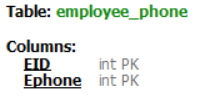 Table: employee_phone
Columns:
EID int PK
Ephone int PK